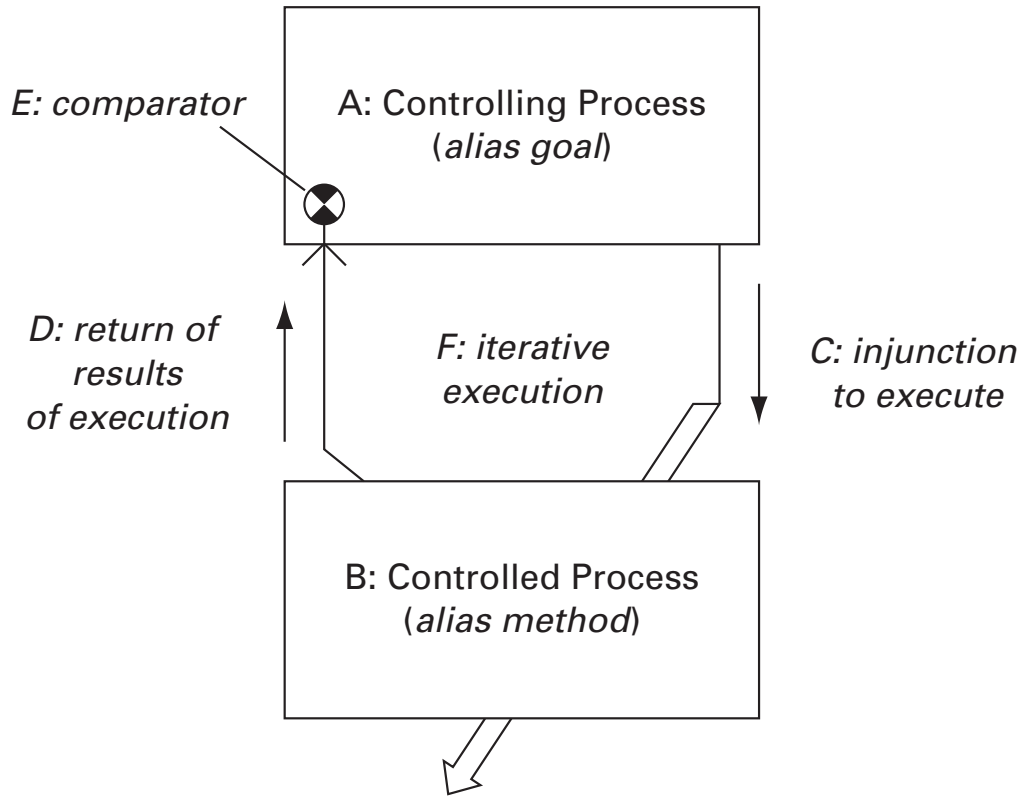 E: comparator
A: Controlling Process
(alias goal)
D: return of
results
of execution
F: iterative
execution
C: injunction
to execute
B: Controlled Process
(alias method)